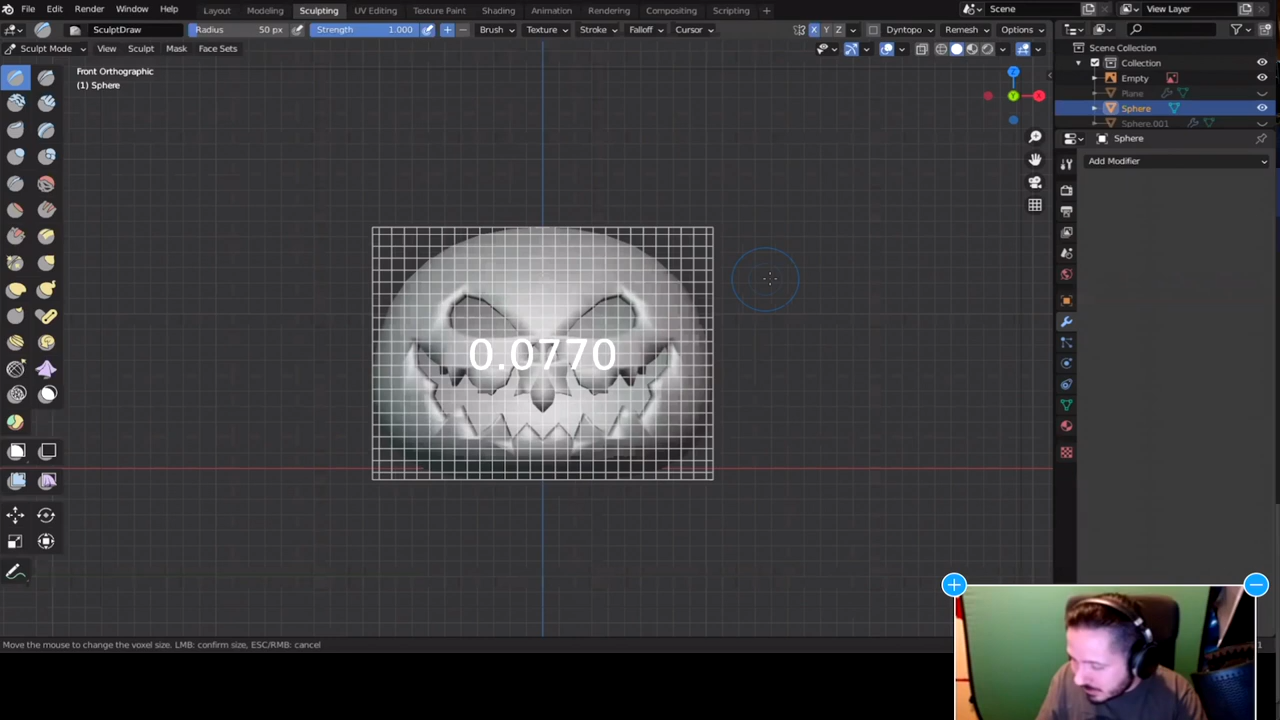 File Edit Render Window Help Layout Modeling Sculpting UV Editing Texture Paint Shading Animation Rendering Compositing Scripting + Scene View Layer
SculptDraw Radius 50 px Strength 1.000 Brush Texture Stroke Falloff Cursor X Y Z Dyntopo Remesh Options
Sculpt Mode View Sculpt Mask Face Sets
Scene Collection
Collection
Empty
Plane
Sphere
Sphere.001
Front Orthographic
(1) Sphere
Z
Y
X
Sphere
Add Modifier
0.0770
Move the mouse to change the voxel size. LMB: confirm size, ESC/RMB: cancel